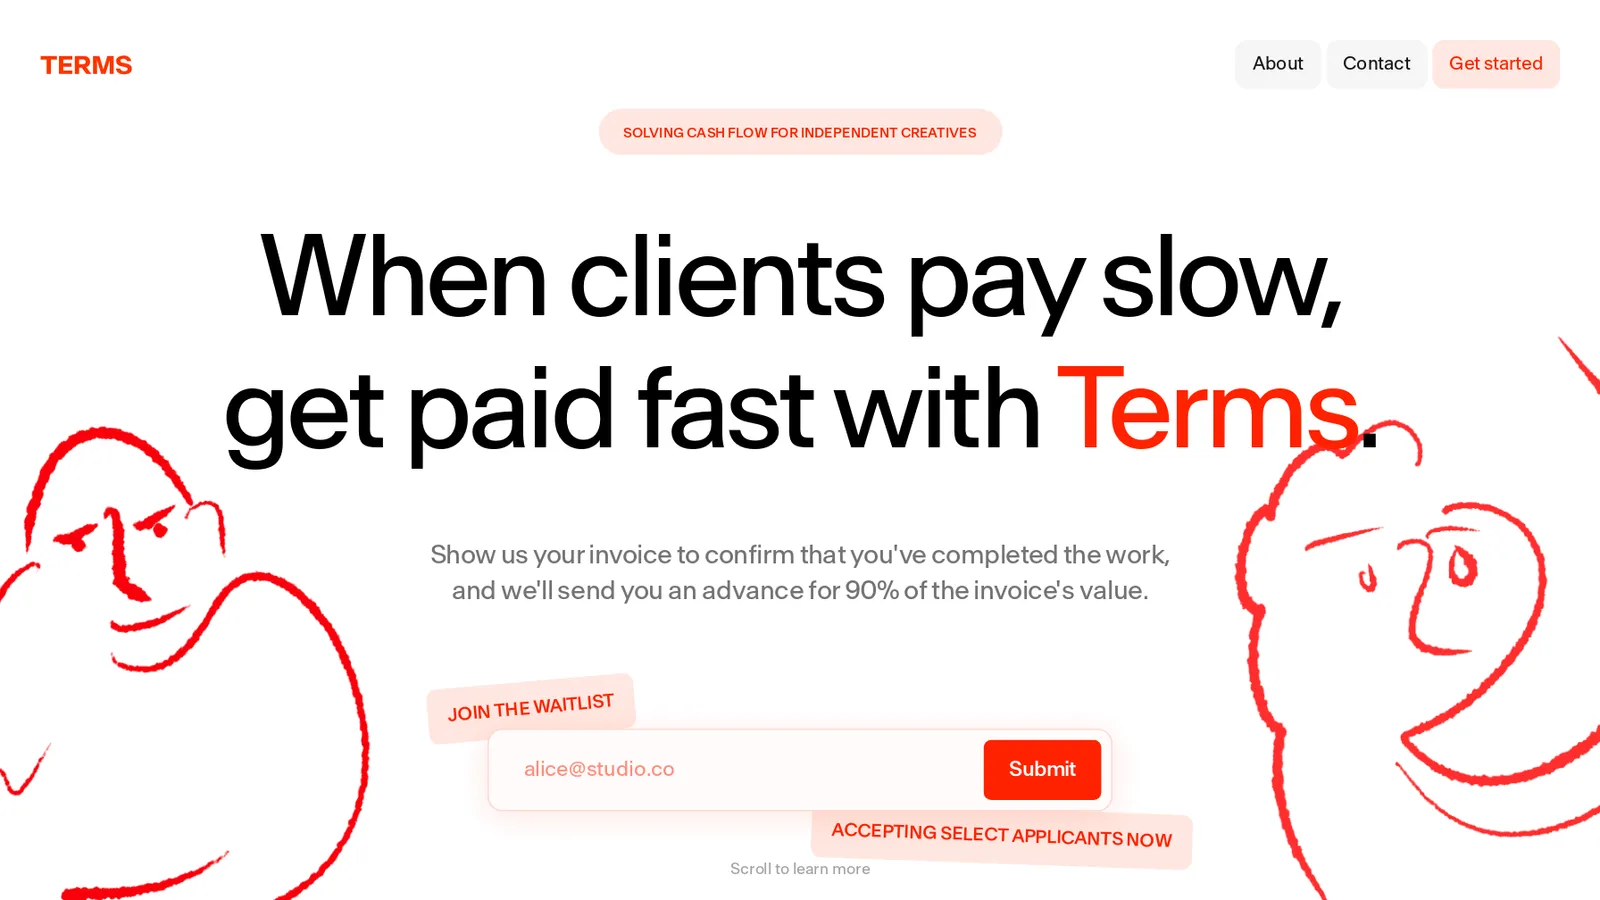 TERMS
About
Contact
Get started
SOLVING CASH FLOW FOR INDEPENDENT CREATIVES
When clients pay slow,
get paid fast with Terms.
Show us your invoice to confirm that you've completed the work,
and we'll send you an advance for 90% of the invoice's value.
JOIN THE WAITLIST
alice@studio.co
Submit
ACCEPTING SELECT APPLICANTS NOW
Scroll to learn more